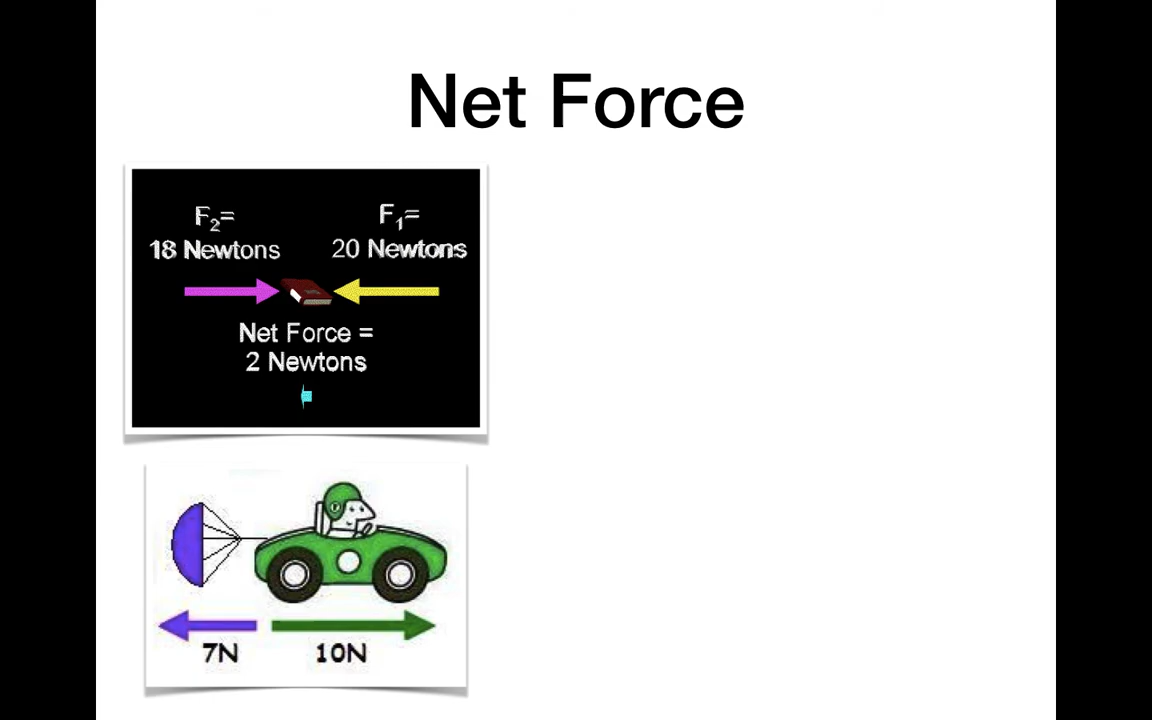 Net Force
F₂= F₁=
18 Newtons 20 Newtons
Net Force =
2 Newtons
7N 10N